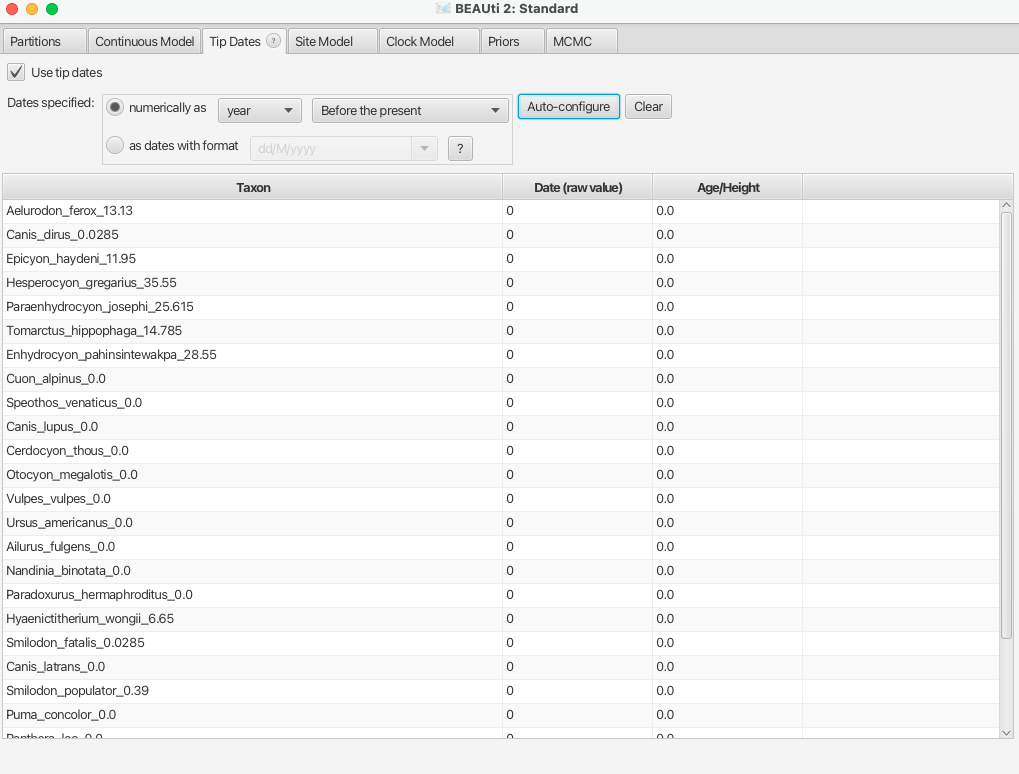 BEAUti 2: Standard
Partitions Continuous Model Tip Dates ? Site Model Clock Model Priors MCMC
Use tip dates
Dates specified: numerically as year Before the present Auto-configure Clear
as dates with format dd/M/yyyy ?
Taxon Date (raw value) Age/Height
Aelurodon_ferox_13.13 0 0.0
Canis_dirus_0.0285 0 0.0
Epicyon_haydeni_11.95 0 0.0
Hesperocyon_gregarius_35.55 0 0.0
Paraenhydrocyon_josephi_25.615 0 0.0
Tomarctus_hippophaga_14.785 0 0.0
Enhydrocyon_pahinsintewakpa_28.55 0 0.0
Cuon_alpinus_0.0 0 0.0
Speothos_venaticus_0.0 0 0.0
Canis_lupus_0.0 0 0.0
Cerdocyon_thous_0.0 0 0.0
Otocyon_megalotis_0.0 0 0.0
Vulpes_vulpes_0.0 0 0.0
Ursus_americanus_0.0 0 0.0
Ailurus_fulgens_0.0 0 0.0
Nandinia_binotata_0.0 0 0.0
Paradoxurus_hermaphroditus_0.0 0 0.0
Hyaenictitherium_wongii_6.65 0 0.0
Smilodon_fatalis_0.0285 0 0.0
Canis_latrans_0.0 0 0.0
Smilodon_populator_0.39 0 0.0
Puma_concolor_0.0 0 0.0
Panthera_leo_0.0 0 0.0